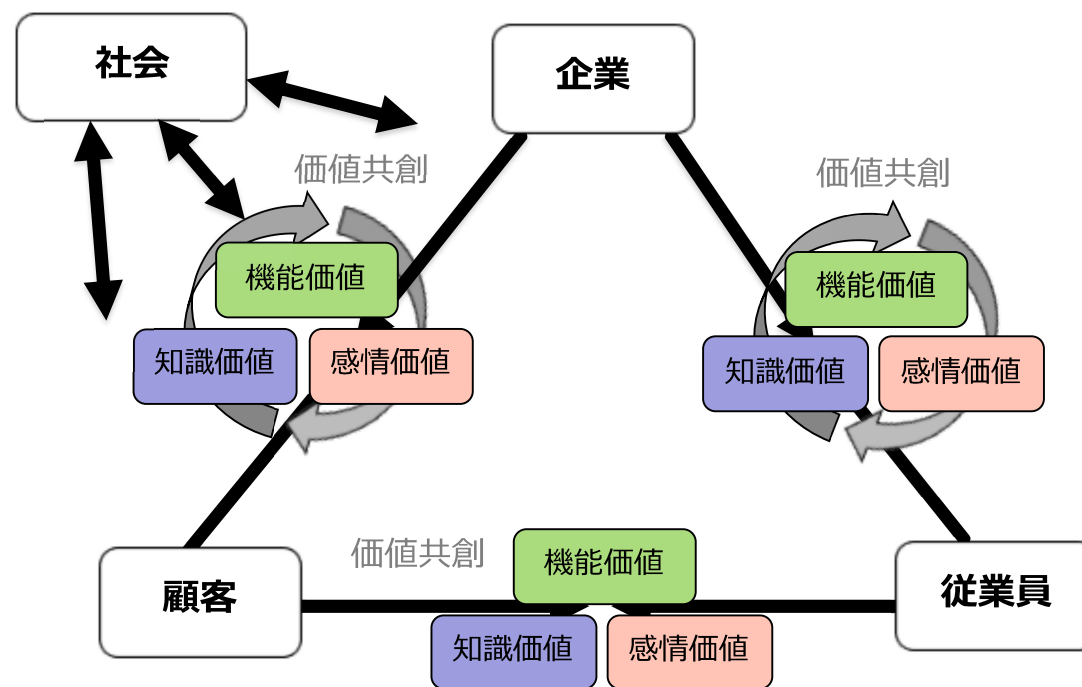 社会
企業
価値共創
価値共創
機能価値
機能価値
知識価値
感情価値
知識価値
感情価値
価値共創
機能価値
顧客
従業員
知識価値
感情価値